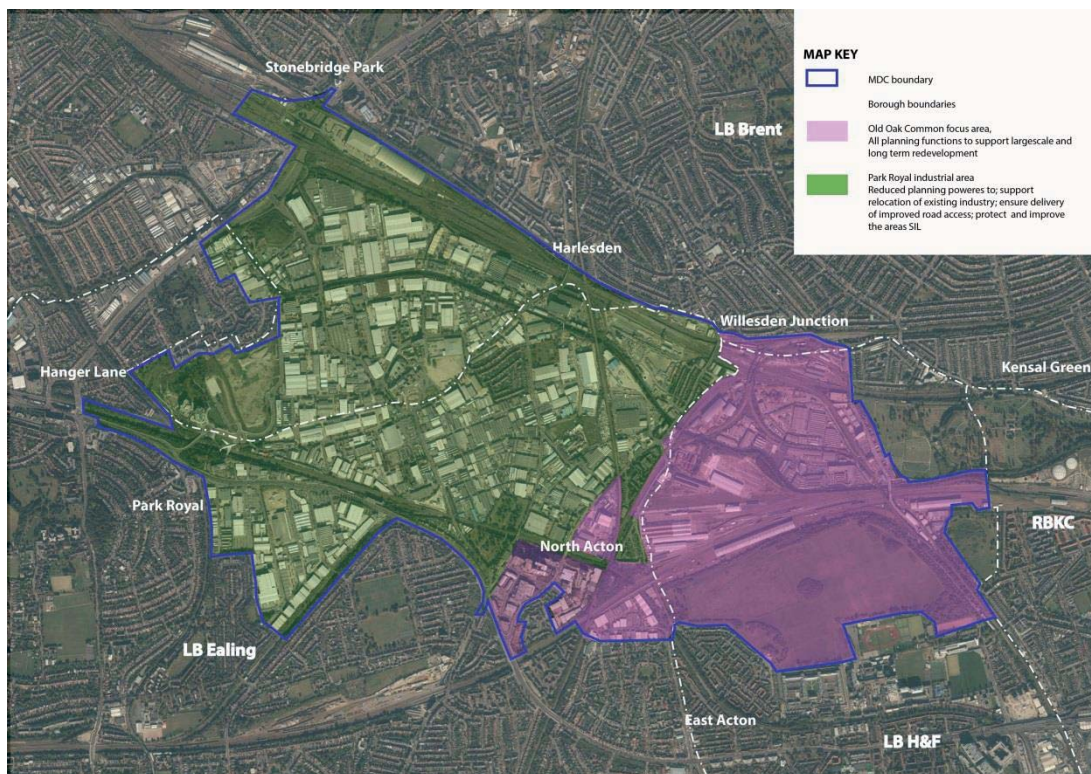 Stonebridge Park
MAP KEY
MDC boundary
Borough boundaries
LB Brent
Old Oak Common focus area,
All planning functions to support largescale and
long term redevelopment
Park Royal industrial area
Reduced planning poweres to; support
relocation of existing industry; ensure delivery
of improved road access; protect and improve
the areas SIL
Harlesden
Willesden Junction
Hanger Lane
Kensal Green
Park Royal
RBKC
North Acton
LB Ealing
East Acton
LB H&F